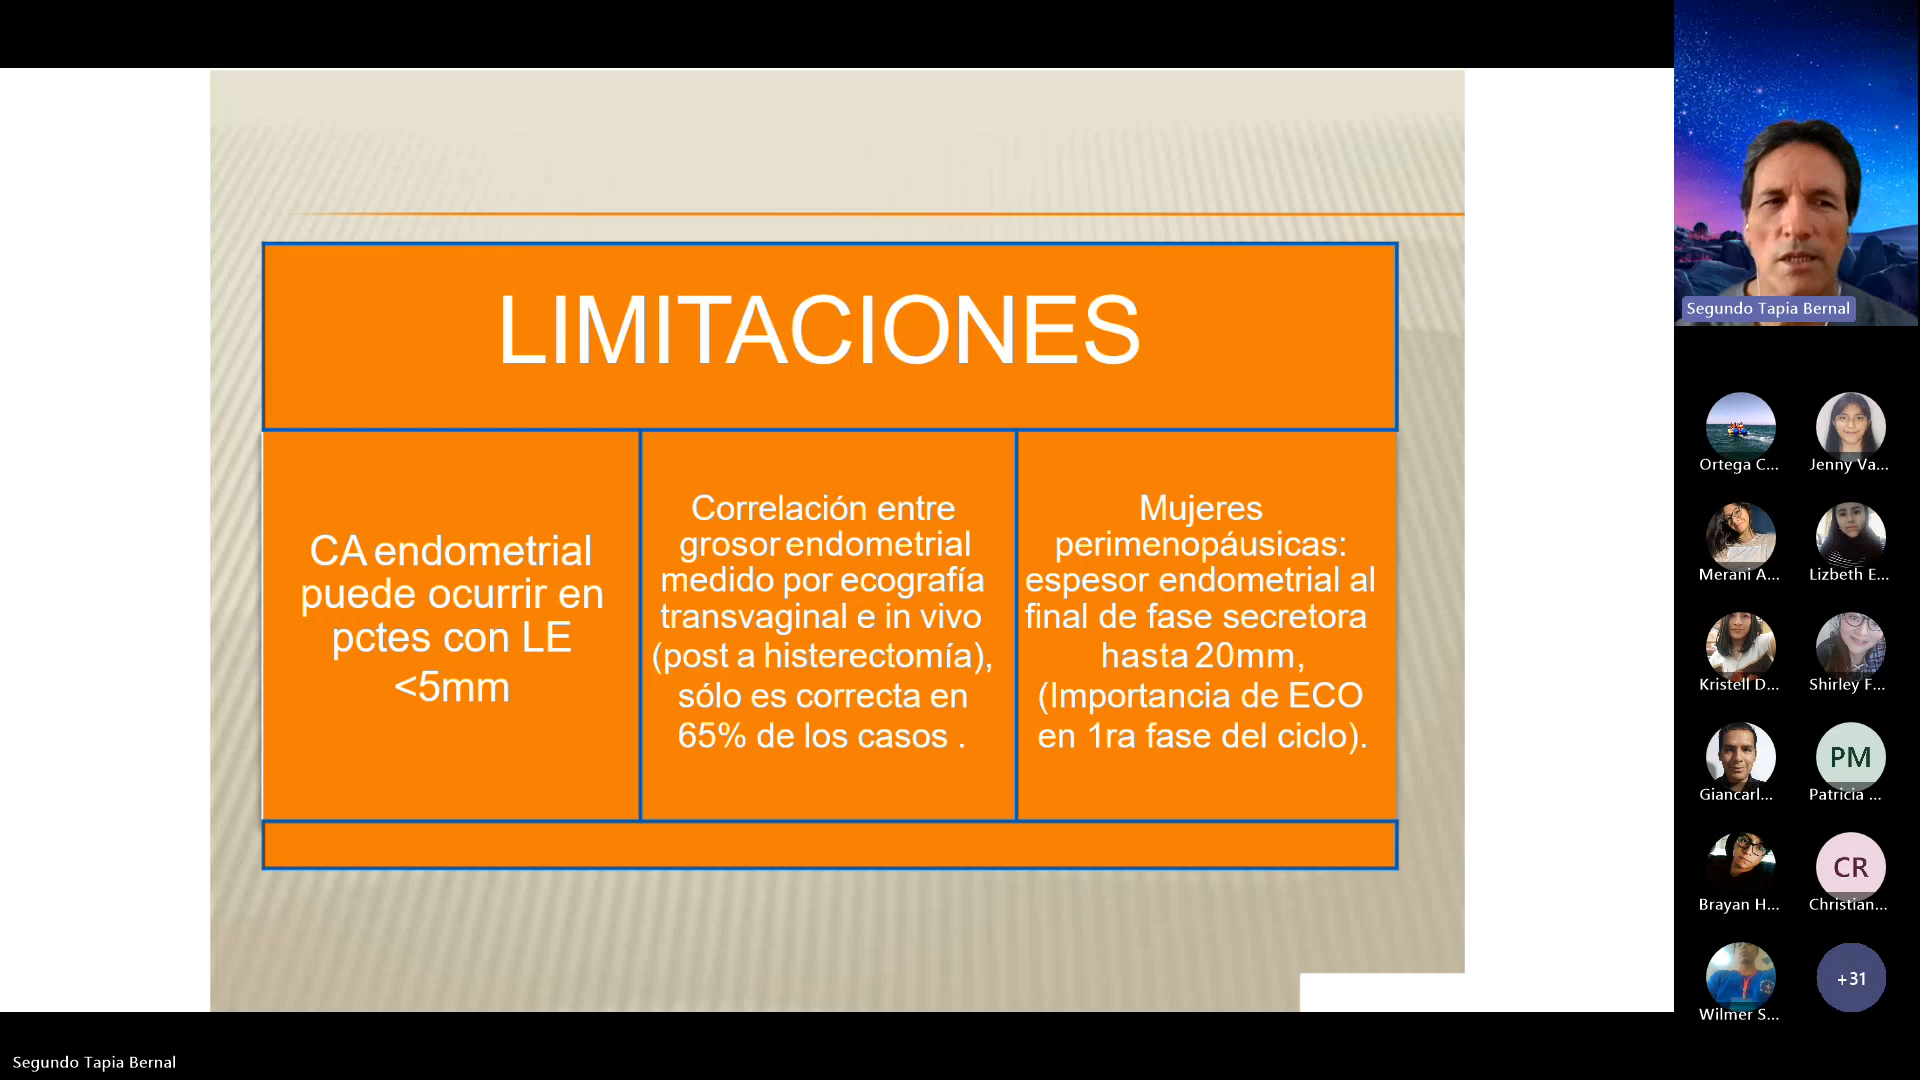 LIMITACIONES
CA endometrial
puede ocurrir en
pctes con LE
<5mm
Correlación entre
grosor endometrial
medido por ecografía
transvaginal e in vivo
(post a histerectomía),
sólo es correcta en
65% de los casos .
Mujeres
perimenopáusicas:
espesor endometrial al
final de fase secretora
hasta 20mm,
(Importancia de ECO
en 1ra fase del ciclo).
Segundo Tapia Bernal
Ortega C...
Jenny Va...
Merani A...
Lizbeth E...
Kristell D...
Shirley F...
Giancarl...
PM
Patricia ...
Brayan H...
CR
Christian...
Wilmer S...
+31
Segundo Tapia Bernal